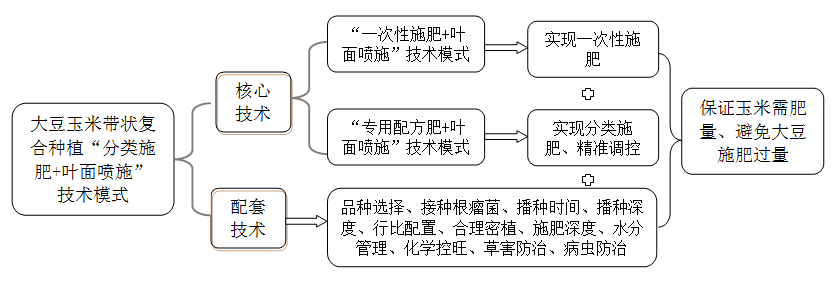 大豆玉米带状复
合种植“分类施
肥+叶面喷施”
技术模式
核心
技术
“一次性施肥+叶
面喷施”技术模式
实现一次性施
肥
“专用配方肥+叶
面喷施”技术模式
实现分类施
肥、精准调控
配套
技术
品种选择、接种根瘤菌、播种时间、播种深
度、行比配置、合理密植、施肥深度、水分
管理、化学控旺、草害防治、病虫防治
保证玉米需肥
量、避免大豆
施肥过量